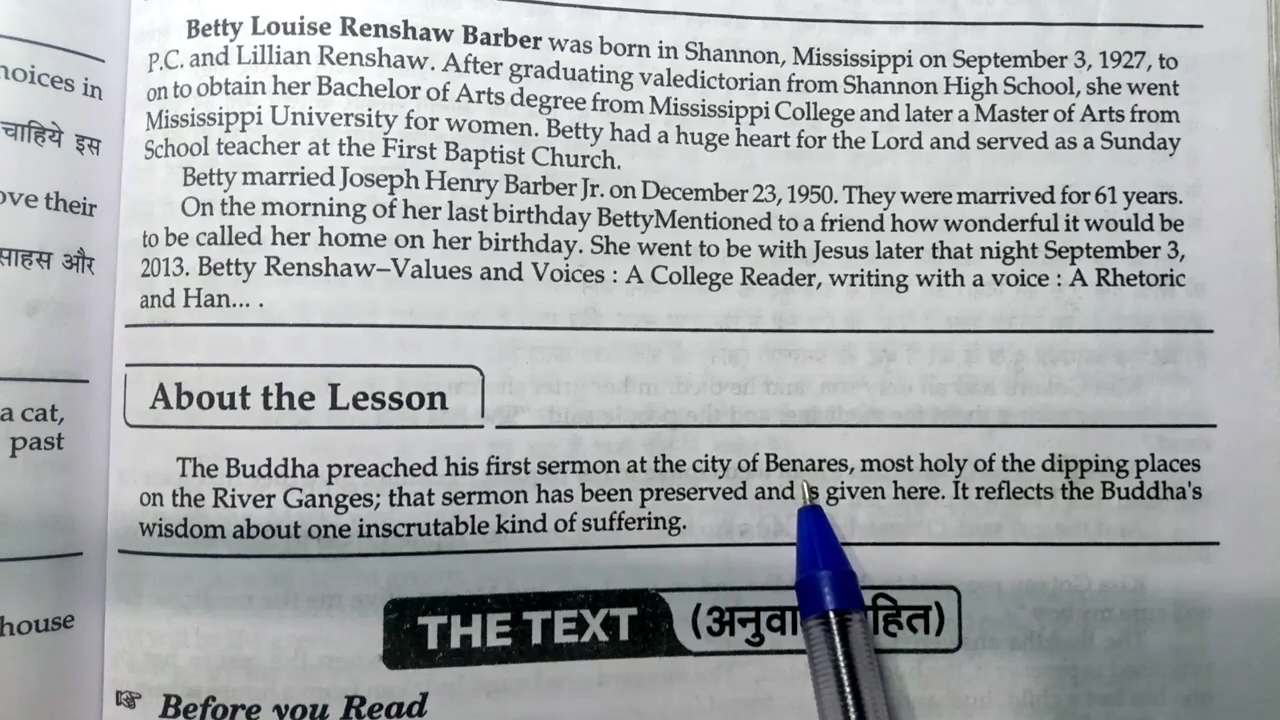 noices in
चाहिये इस
ove their
साहस और
a cat,
past
house
Betty Louise Renshaw Barber was born in Shannon, Mississippi on September 3, 1927, to
P.C. and Lillian Renshaw. After graduating valedictorian from Shannon High School, she went
on to obtain her Bachelor of Arts degree from Mississippi College and later a Master of Arts from
Mississippi University for women. Betty had a huge heart for the Lord and served as a Sunday
School teacher at the First Baptist Church.
Betty married Joseph Henry Barber Jr. on December 23, 1950. They were marrived for 61 years.
On the morning of her last birthday BettyMentioned to a friend how wonderful it would be
to be called her home on her birthday. She went to be with Jesus later that night September 3,
2013. Betty Renshaw–Values and Voices : A College Reader, writing with a voice : A Rhetoric
and Han... .
About the Lesson
The Buddha preached his first sermon at the city of Benares, most holy of the dipping places
on the River Ganges; that sermon has been preserved and is given here. It reflects the Buddha's
wisdom about one inscrutable kind of suffering.
THE TEXT (अनुवा हित)
☞ Before you Read